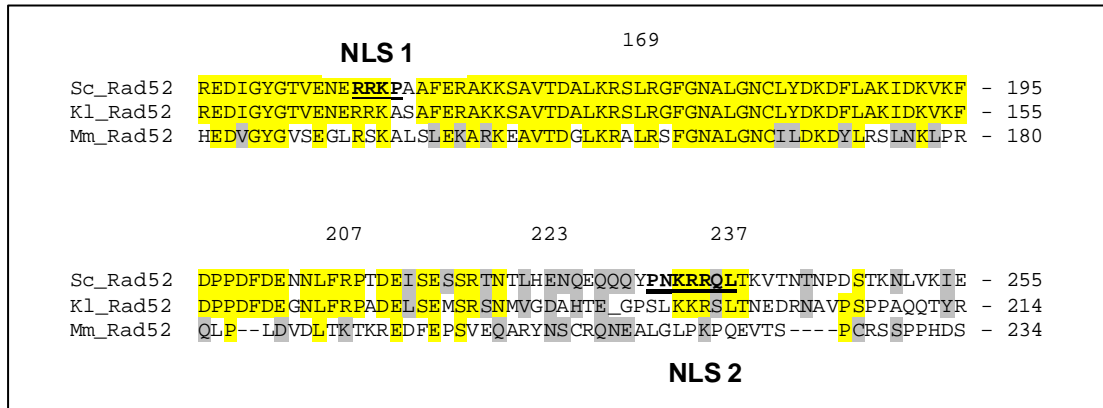 169
NLS 1
Sc_Rad52 REDIGYGTVENERRKPAAFERAKKSAVTDALKRSLRGFGNALGNCLYDKDFLAKIDKVKF - 195
Kl_Rad52 REDIGYGTVENERRKASAFERAKKSAVTDALKRSLRGFGNALGNCLYDKDFLAKIDKVKF - 155
Mm_Rad52 HEDVGYGVSEGLRSKALSLEKARKEAVTDGLKRALRSFGNALGNCILDKDYLRSLNKLPR - 180
207 223 237
Sc_Rad52 DPPDFDENNLFRPTDEISESSRTNTLHENQEQQQYPNKRRQLTKVTNTNPDSTKNLVKIE - 255
Kl_Rad52 DPPDFDEGNLFRPADELSEMSRSNMVGDAHTE_GPSLKKRSLTNEDRNAVPSPPAQQTYR - 214
Mm_Rad52 QLP--LDVDLTKTKREDFEPSVEQARYNSCRQNEALGLPKPQEVTS----PCRSSPPHDS - 234
NLS 2